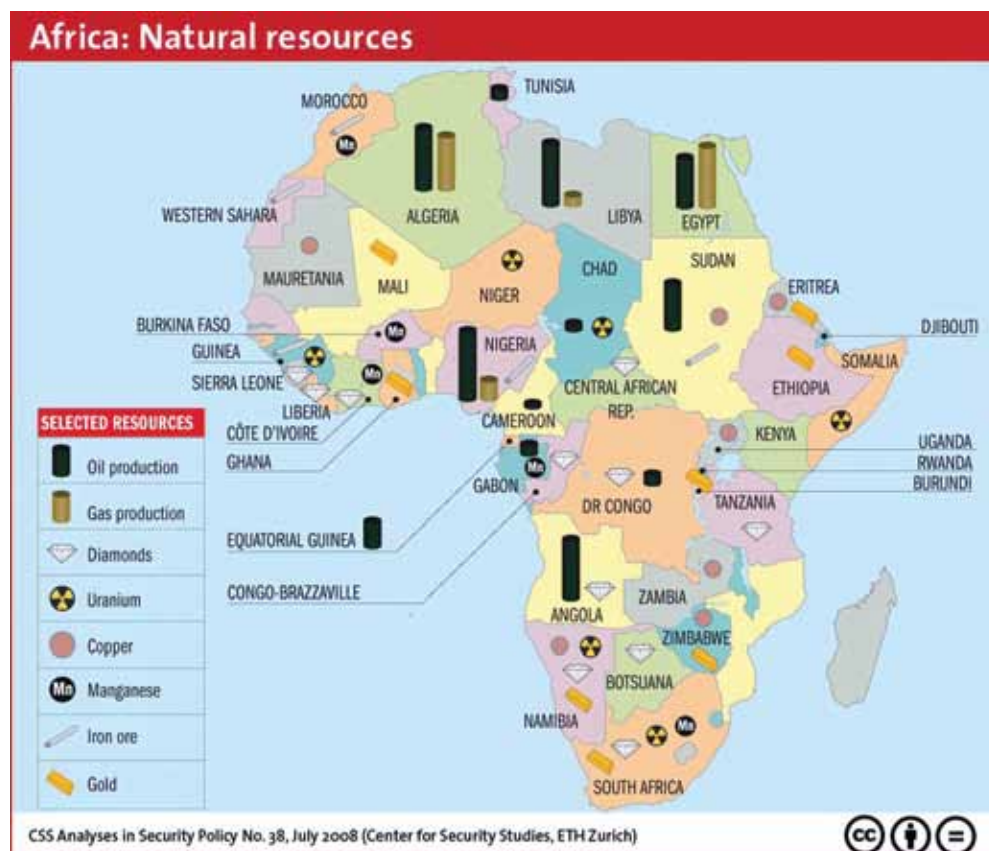 Africa: Natural resources
MOROCCO
TUNISIA
WESTERN SAHARA
ALGERIA
LIBYA
EGYPT
MAURETANIA
MALI
NIGER
CHAD
SUDAN
ERITREA
BURKINA FASO
DJIBOUTI
GUINEA
NIGERIA
SOMALIA
SIERRA LEONE
ETHIOPIA
LIBERIA
CENTRAL AFRICAN
REP.
CAMEROON
CÔTE D'IVOIRE
KENYA
UGANDA
GHANA
RWANDA
GABON
BURUNDI
DR CONGO
TANZANIA
EQUATORIAL GUINEA
CONGO-BRAZZAVILLE
ANGOLA
ZAMBIA
ZIMBABWE
BOTSUANA
NAMIBIA
SOUTH AFRICA
Mn
Mn
Mn
Mn
Mn
SELECTED RESOURCES
Oil production
Gas production
Diamonds
Uranium
Copper
Mn Manganese
Iron ore
Gold
CSS Analyses in Security Policy No. 38, July 2008 (Center for Security Studies, ETH Zurich)
cc